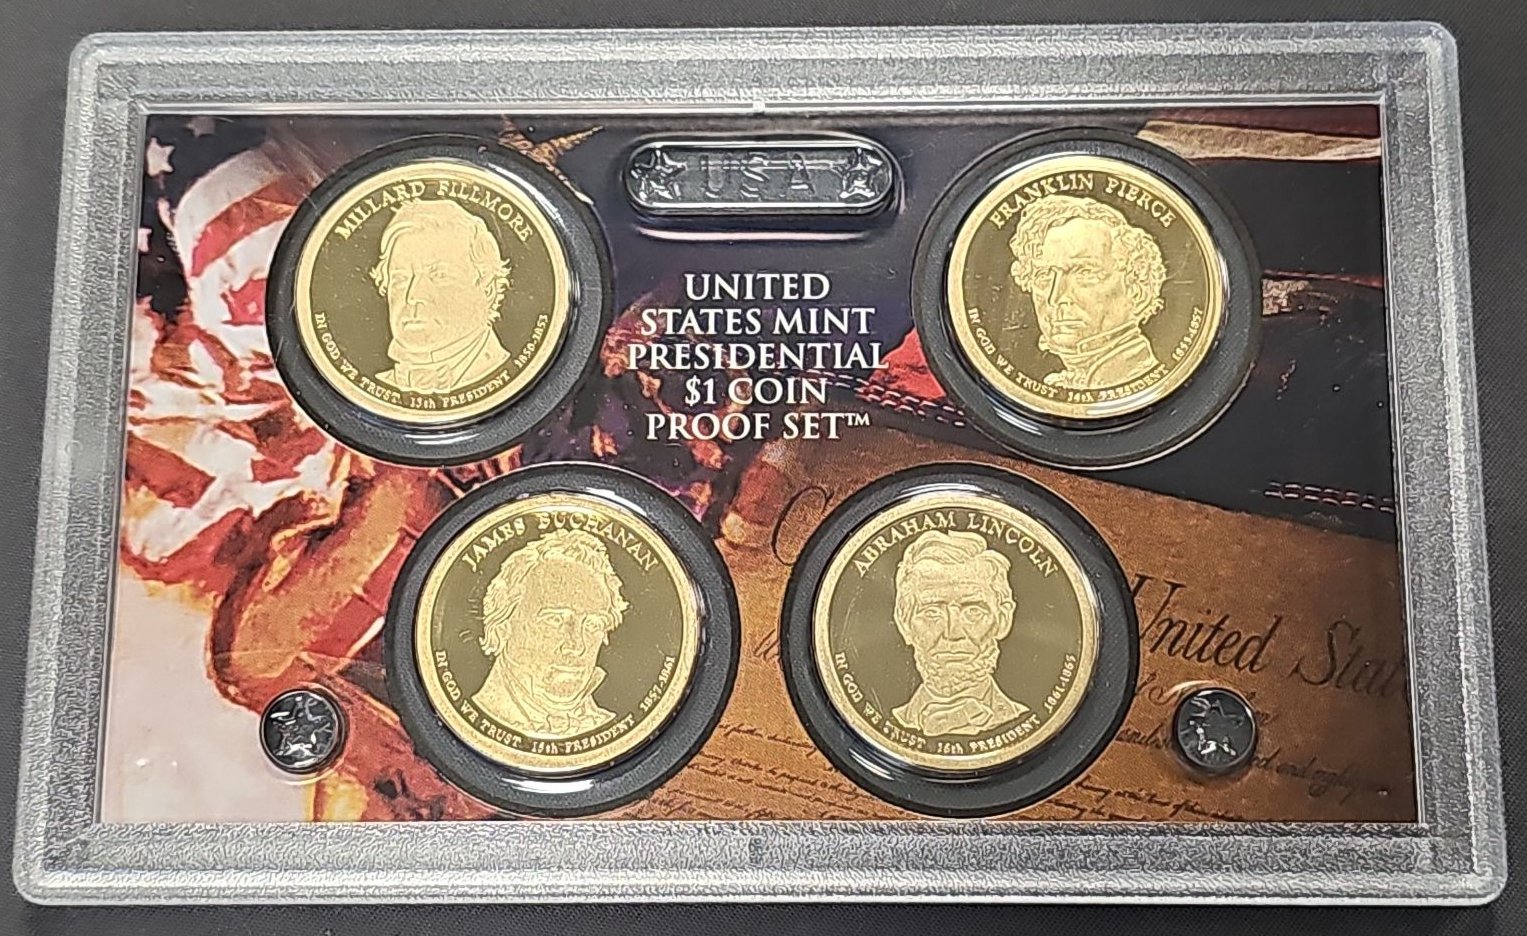 USA
UNITED
STATES MINT
PRESIDENTIAL
$1 COIN
PROOF SET™
MILLARD FILLMORE
IN GOD WE TRUST 13th PRESIDENT 1850-1853
FRANKLIN PIERCE
IN GOD WE TRUST 14th PRESIDENT 1853-1857
JAMES BUCHANAN
IN GOD WE TRUST 15th PRESIDENT 1857-1861
ABRAHAM LINCOLN
IN GOD WE TRUST 16th PRESIDENT 1861-1865
United Stat